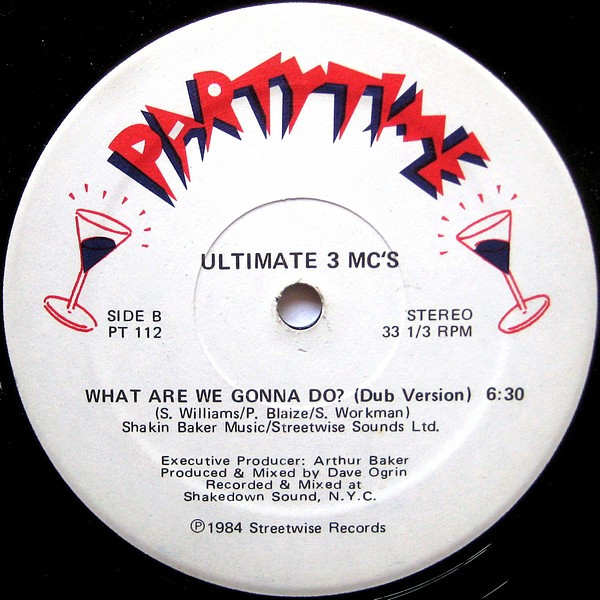 PARTYTIME
ULTIMATE 3 MC'S
SIDE B
PT 112
STEREO
33 1/3 RPM
WHAT ARE WE GONNA DO? (Dub Version) 6:30
(S. Williams/P. Blaize/S. Workman)
Shakin Baker Music/Streetwise Sounds Ltd.
Executive Producer: Arthur Baker
Produced & Mixed by Dave Ogrin
Recorded & Mixed at
Shakedown Sound, N.Y.C.
℗1984 Streetwise Records